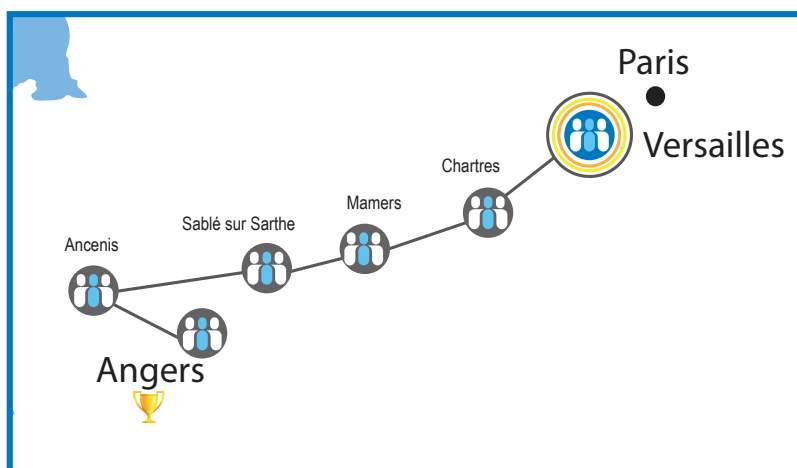 Paris
Versailles
Chartres
Mamers
Sablé sur Sarthe
Ancenis
Angers